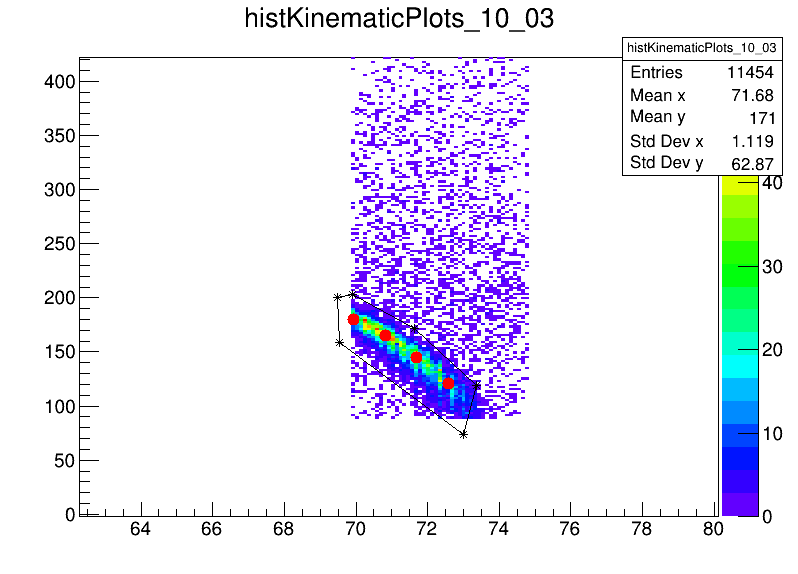 histKinematicPlots_10_03
histKinematicPlots_10_03
Entries 11454
Mean x 71.68
Mean y 171
Std Dev x 1.119
Std Dev y 62.87
400
350
300
250
200
150
100
50
0
64 66 68 70 72 74 76 78 80
40
30
20
10
0